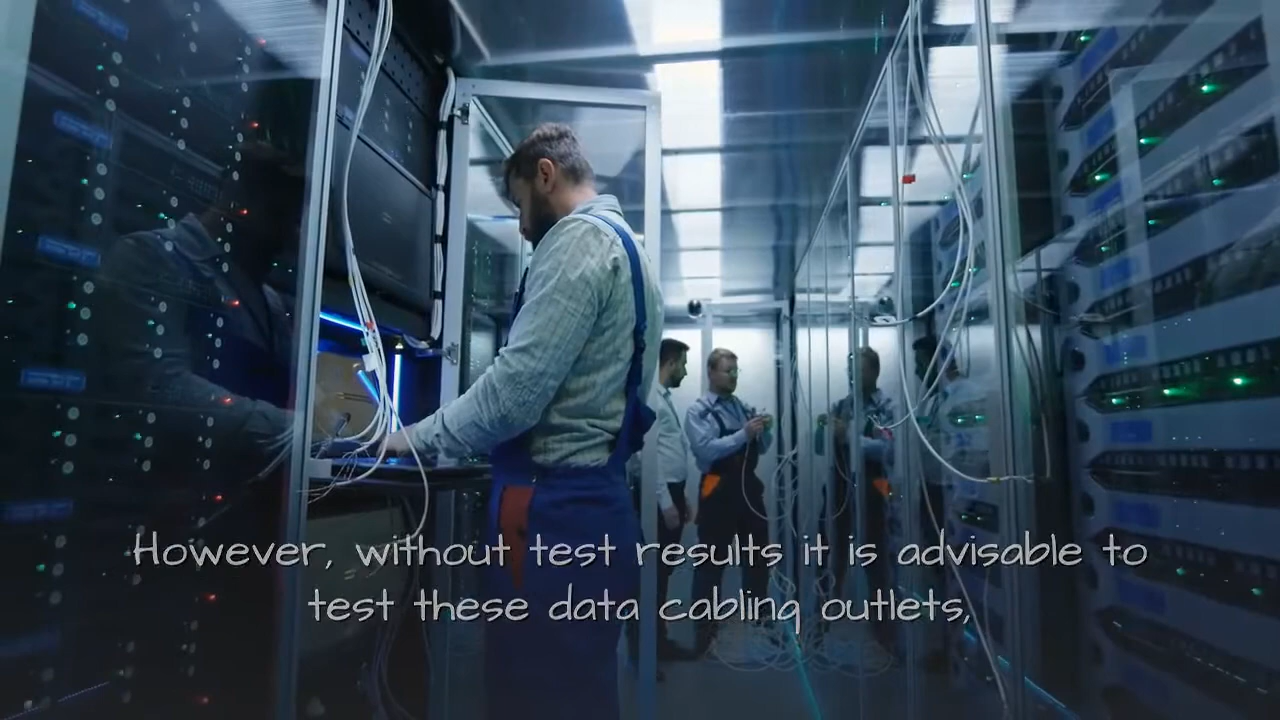 However, without test results it is advisable to
test these data cabling outlets,